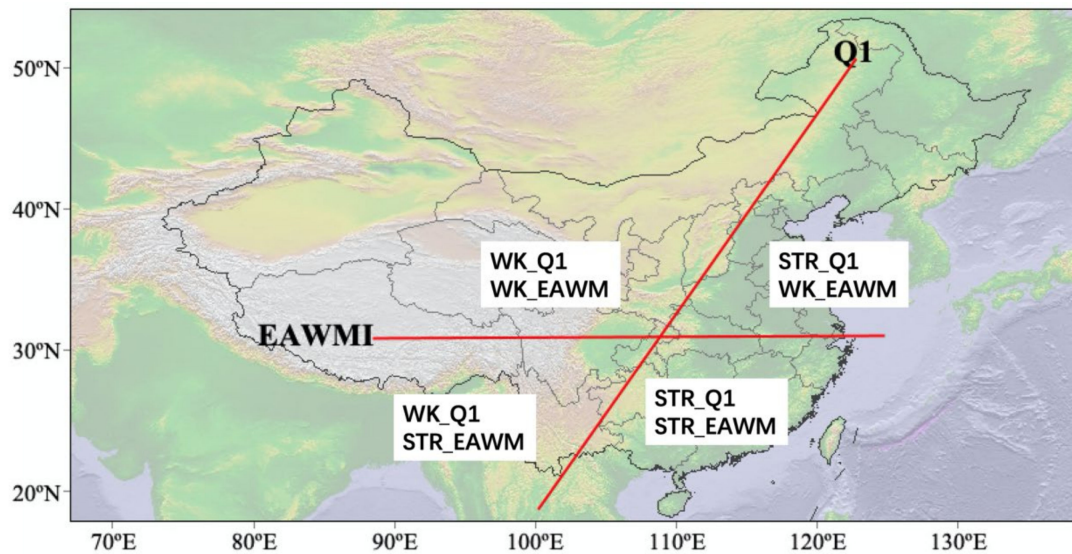 50ºN
Q1
40ºN
WK_Q1
WK_EAWM
STR_Q1
WK_EAWM
EAWMI
30ºN
WK_Q1
STR_EAWM
STR_Q1
STR_EAWM
20ºN
70ºE 80ºE 90ºE 100ºE 110ºE 120ºE 130ºE